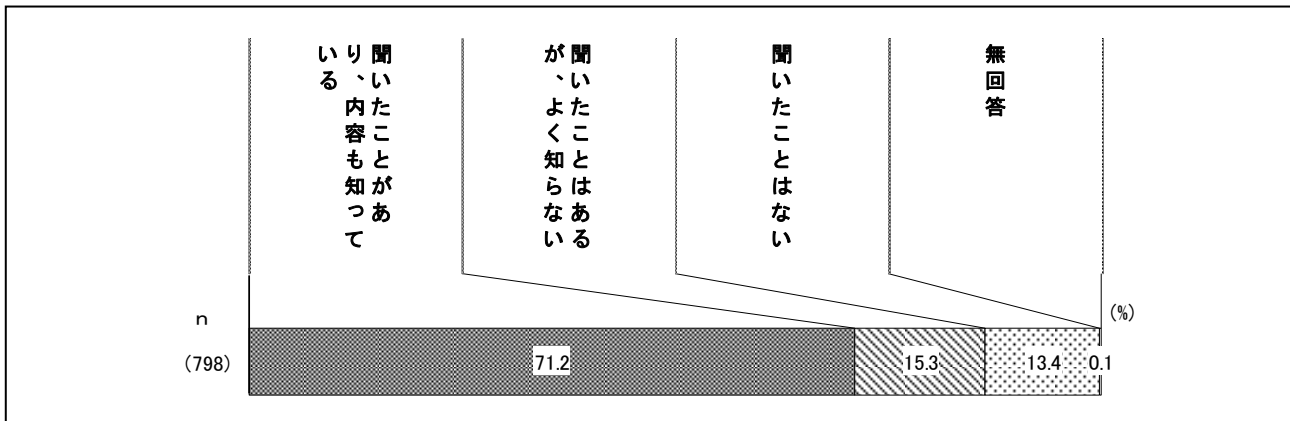 聞いたことがあ
り、内容も知って
いる
聞いたことはある
が、よく知らない
聞いたことはない
無回答
(%)
n
(798)
71.2
15.3
13.4
0.1